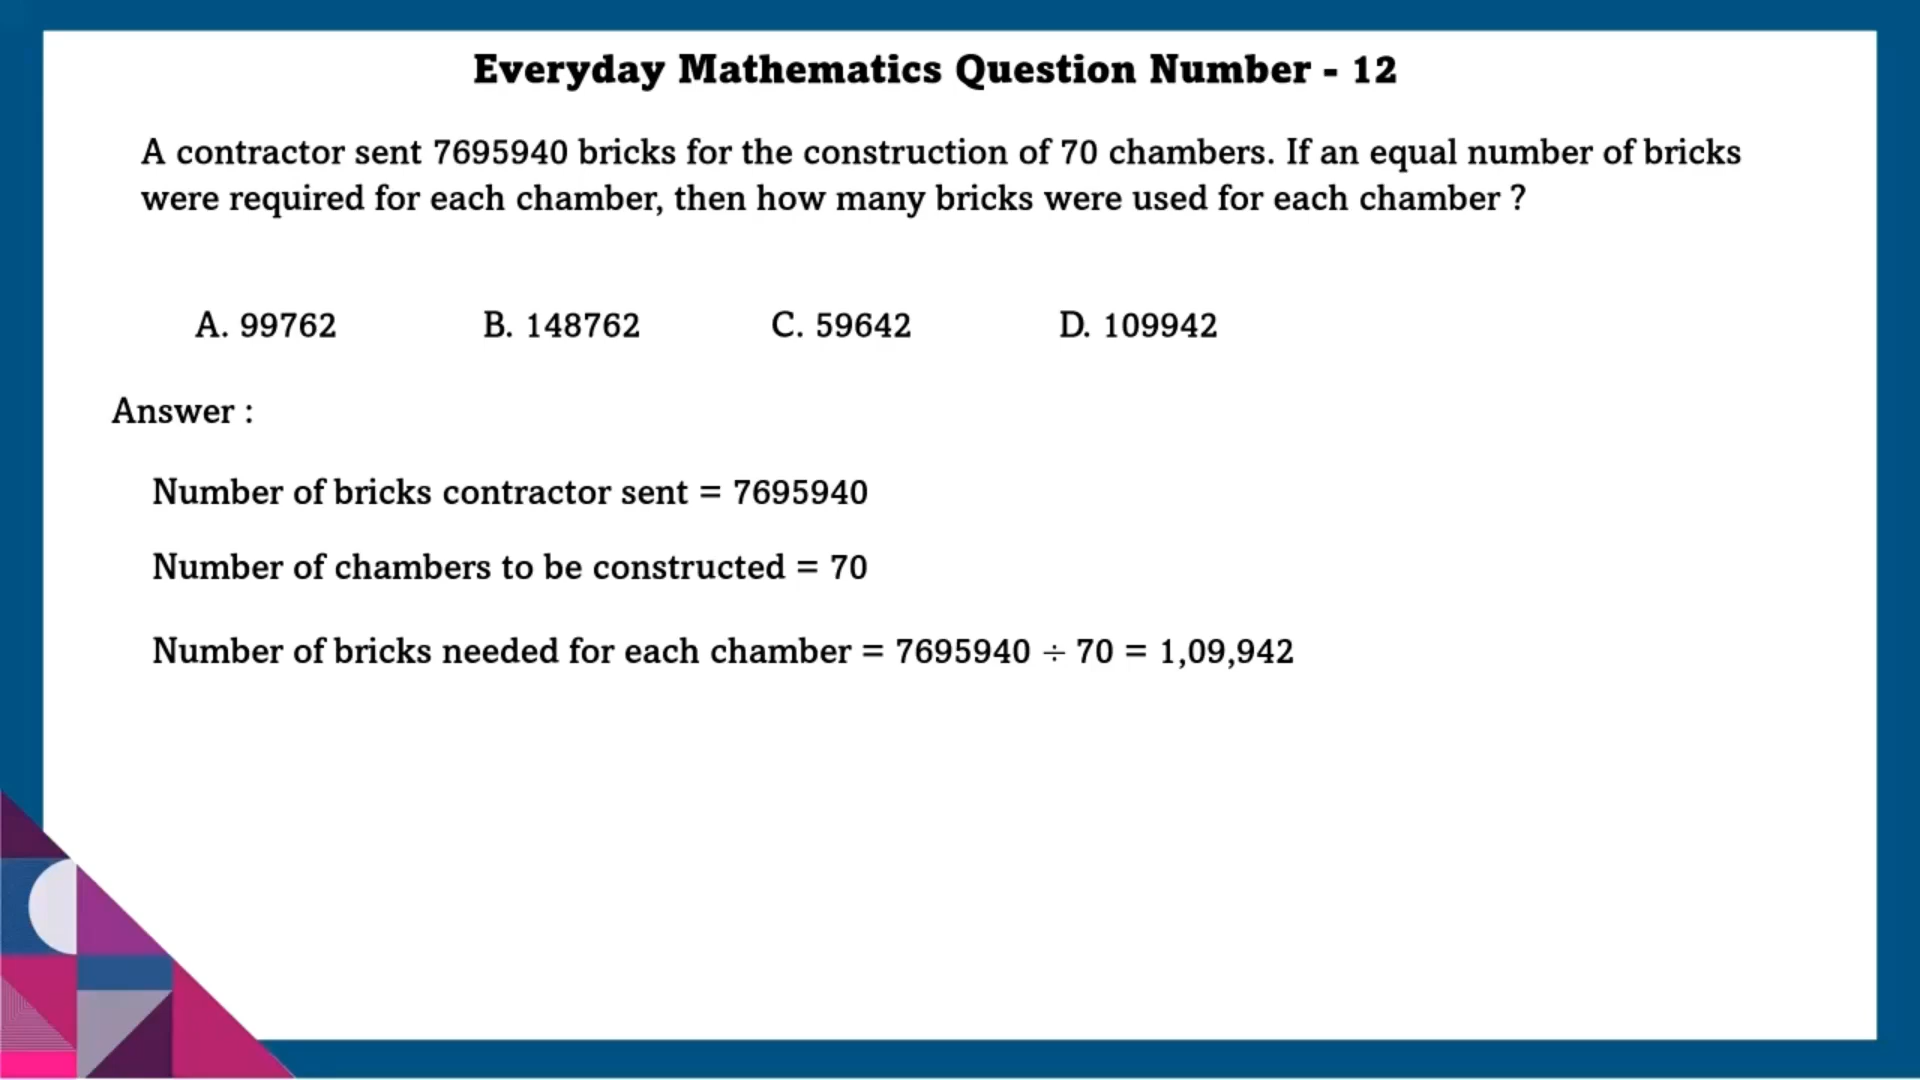 Everyday Mathematics Question Number - 12
A contractor sent 7695940 bricks for the construction of 70 chambers. If an equal number of bricks
were required for each chamber, then how many bricks were used for each chamber ?
A. 99762 B. 148762 C. 59642 D. 109942
Answer :
Number of bricks contractor sent = 7695940
Number of chambers to be constructed = 70
Number of bricks needed for each chamber = 7695940 ÷ 70 = 1,09,942